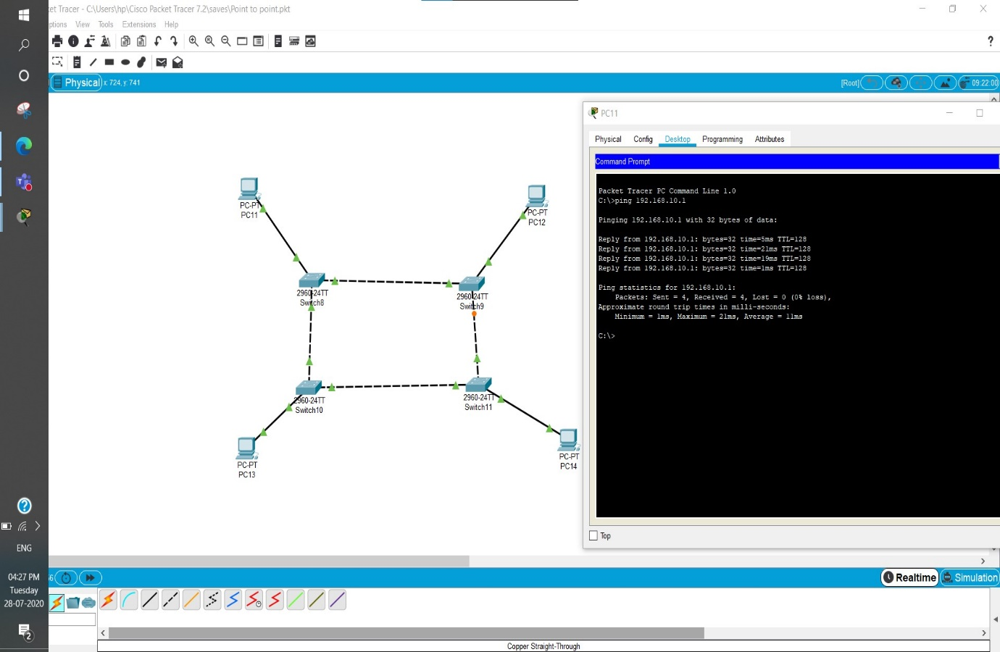 et Tracer - C:\Users\hp\Cisco Packet Tracer 7.2\saves\Point to point.pkt
ptions View Tools Extensions Help
?
Physical x: 724, y: 741
[Root] 09:22:00
PC11
Physical Config Desktop Programming Attributes
Command Prompt
Packet Tracer PC Command Line 1.0
C:\>ping 192.168.10.1
Pinging 192.168.10.1 with 32 bytes of data:
Reply from 192.168.10.1: bytes=32 time=5ms TTL=128
Reply from 192.168.10.1: bytes=32 time=21ms TTL=128
Reply from 192.168.10.1: bytes=32 time=19ms TTL=128
Reply from 192.168.10.1: bytes=32 time=1ms TTL=128
Ping statistics for 192.168.10.1:
Packets: Sent = 4, Received = 4, Lost = 0 (0% loss),
Approximate round trip times in milli-seconds:
Minimum = 1ms, Maximum = 21ms, Average = 11ms
C:\>
Top
PC-PT
PC11
PC-PT
PC12
2960-24TT
Switch8
2960-24TT
Switch9
2960-24TT
Switch10
2960-24TT
Switch11
PC-PT
PC13
PC-PT
PC14
ENG
04:27 PM
Tuesday
28-07-2020
2
Realtime Simulation
Copper Straight-Through